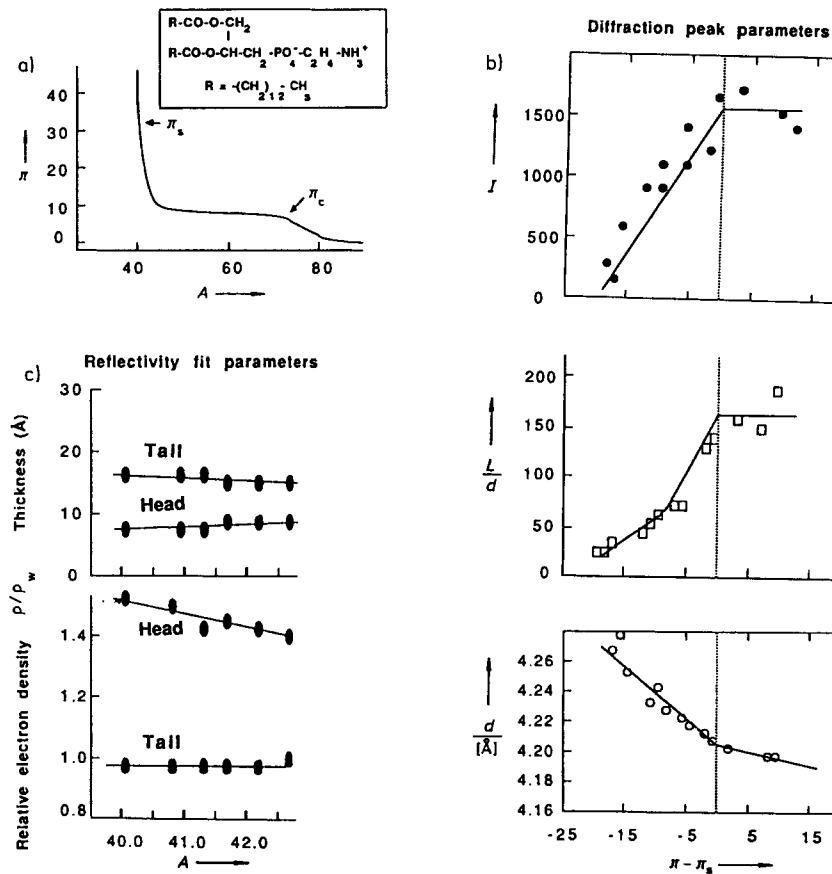 a)
R-CO-O-CH2
R-CO-O-CH-CH2-PO4--C2H4-NH3+
R = -(CH2)12-CH3
π
40
30
20
10
0
πs
πc
40
60
80
A
Diffraction peak parameters
b)
I
1500
1000
500
0
L/d
200
150
100
50
0
d/[Å]
4.26
4.24
4.22
4.20
4.18
4.16
-25
-15
-5
5
15
π - πs
c)
Reflectivity fit parameters
Thickness (Å)
30
20
10
0
Tail
Head
Relative electron density ρ/ρw
1.4
1.2
1.0
0.8
Head
Tail
40.0
41.0
42.0
A